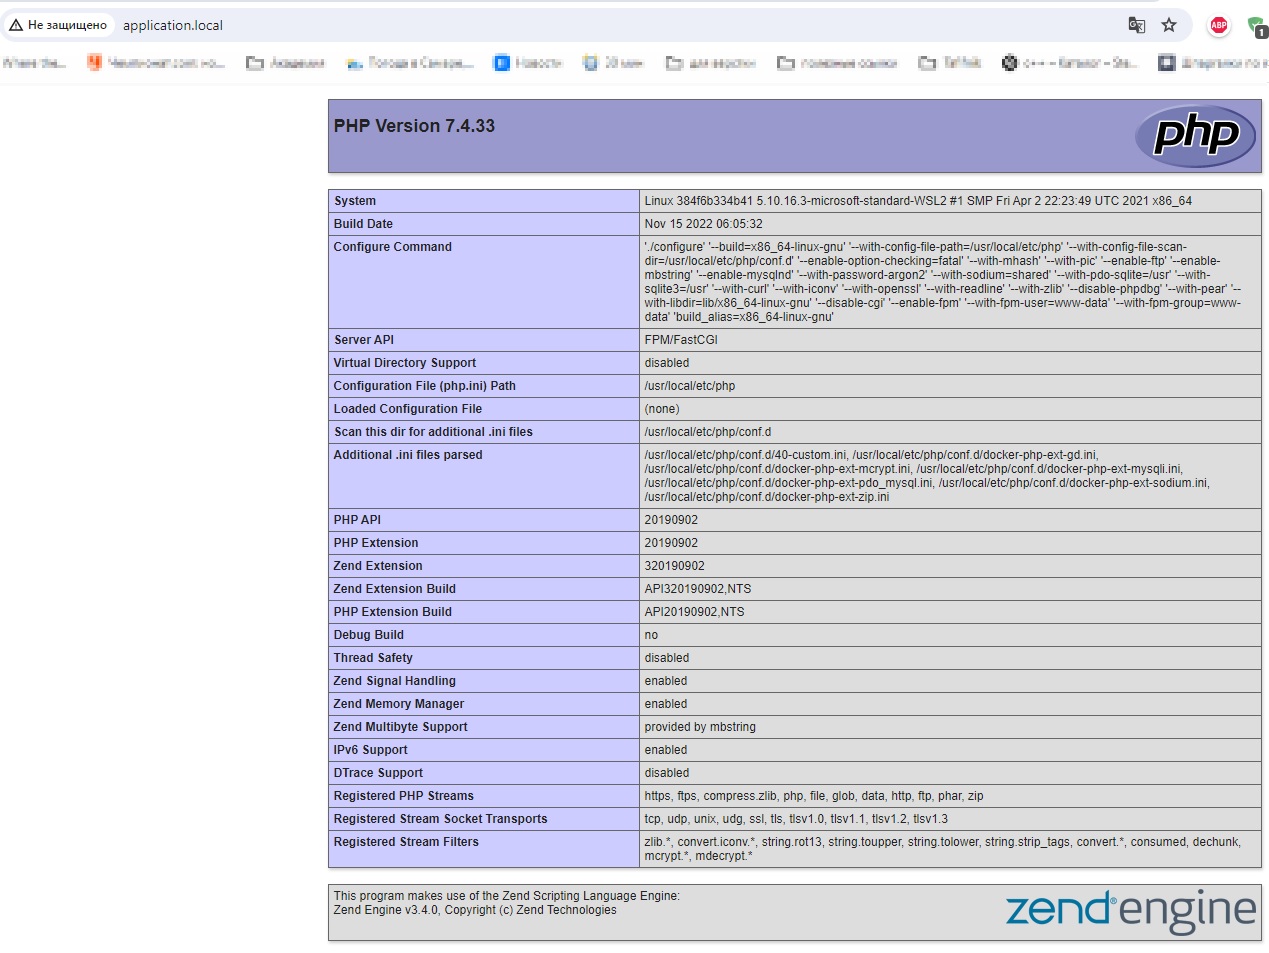 Не защищено application.local
ABP
1
PHP Version 7.4.33
php
System Linux 384f6b334b41 5.10.16.3-microsoft-standard-WSL2 #1 SMP Fri Apr 2 22:23:49 UTC 2021 x86_64
Build Date Nov 15 2022 06:05:32
Configure Command './configure' '--build=x86_64-linux-gnu' '--with-config-file-path=/usr/local/etc/php' '--with-config-file-scan-
dir=/usr/local/etc/php/conf.d' '--enable-option-checking=fatal' '--with-mhash' '--with-pic' '--enable-ftp' '--enable-
mbstring' '--enable-mysqlnd' '--with-password-argon2' '--with-sodium=shared' '--with-pdo-sqlite=/usr' '--with-
sqlite3=/usr' '--with-curl' '--with-iconv' '--with-openssl' '--with-readline' '--with-zlib' '--disable-phpdbg' '--with-pear' '--
with-libdir=lib/x86_64-linux-gnu' '--disable-cgi' '--enable-fpm' '--with-fpm-user=www-data' '--with-fpm-group=www-
data' 'build_alias=x86_64-linux-gnu'
Server API FPM/FastCGI
Virtual Directory Support disabled
Configuration File (php.ini) Path /usr/local/etc/php
Loaded Configuration File (none)
Scan this dir for additional .ini files /usr/local/etc/php/conf.d
Additional .ini files parsed /usr/local/etc/php/conf.d/40-custom.ini, /usr/local/etc/php/conf.d/docker-php-ext-gd.ini,
/usr/local/etc/php/conf.d/docker-php-ext-mcrypt.ini, /usr/local/etc/php/conf.d/docker-php-ext-mysqli.ini,
/usr/local/etc/php/conf.d/docker-php-ext-pdo_mysql.ini, /usr/local/etc/php/conf.d/docker-php-ext-sodium.ini,
/usr/local/etc/php/conf.d/docker-php-ext-zip.ini
PHP API 20190902
PHP Extension 20190902
Zend Extension 320190902
Zend Extension Build API320190902,NTS
PHP Extension Build API20190902,NTS
Debug Build no
Thread Safety disabled
Zend Signal Handling enabled
Zend Memory Manager enabled
Zend Multibyte Support provided by mbstring
IPv6 Support enabled
DTrace Support disabled
Registered PHP Streams https, ftps, compress.zlib, php, file, glob, data, http, ftp, phar, zip
Registered Stream Socket Transports tcp, udp, unix, udg, ssl, tls, tlsv1.0, tlsv1.1, tlsv1.2, tlsv1.3
Registered Stream Filters zlib.*, convert.iconv.*, string.rot13, string.toupper, string.tolower, string.strip_tags, convert.*, consumed, dechunk,
mcrypt.*, mdecrypt.*
This program makes use of the Zend Scripting Language Engine:
Zend Engine v3.4.0, Copyright (c) Zend Technologies
zend® engine